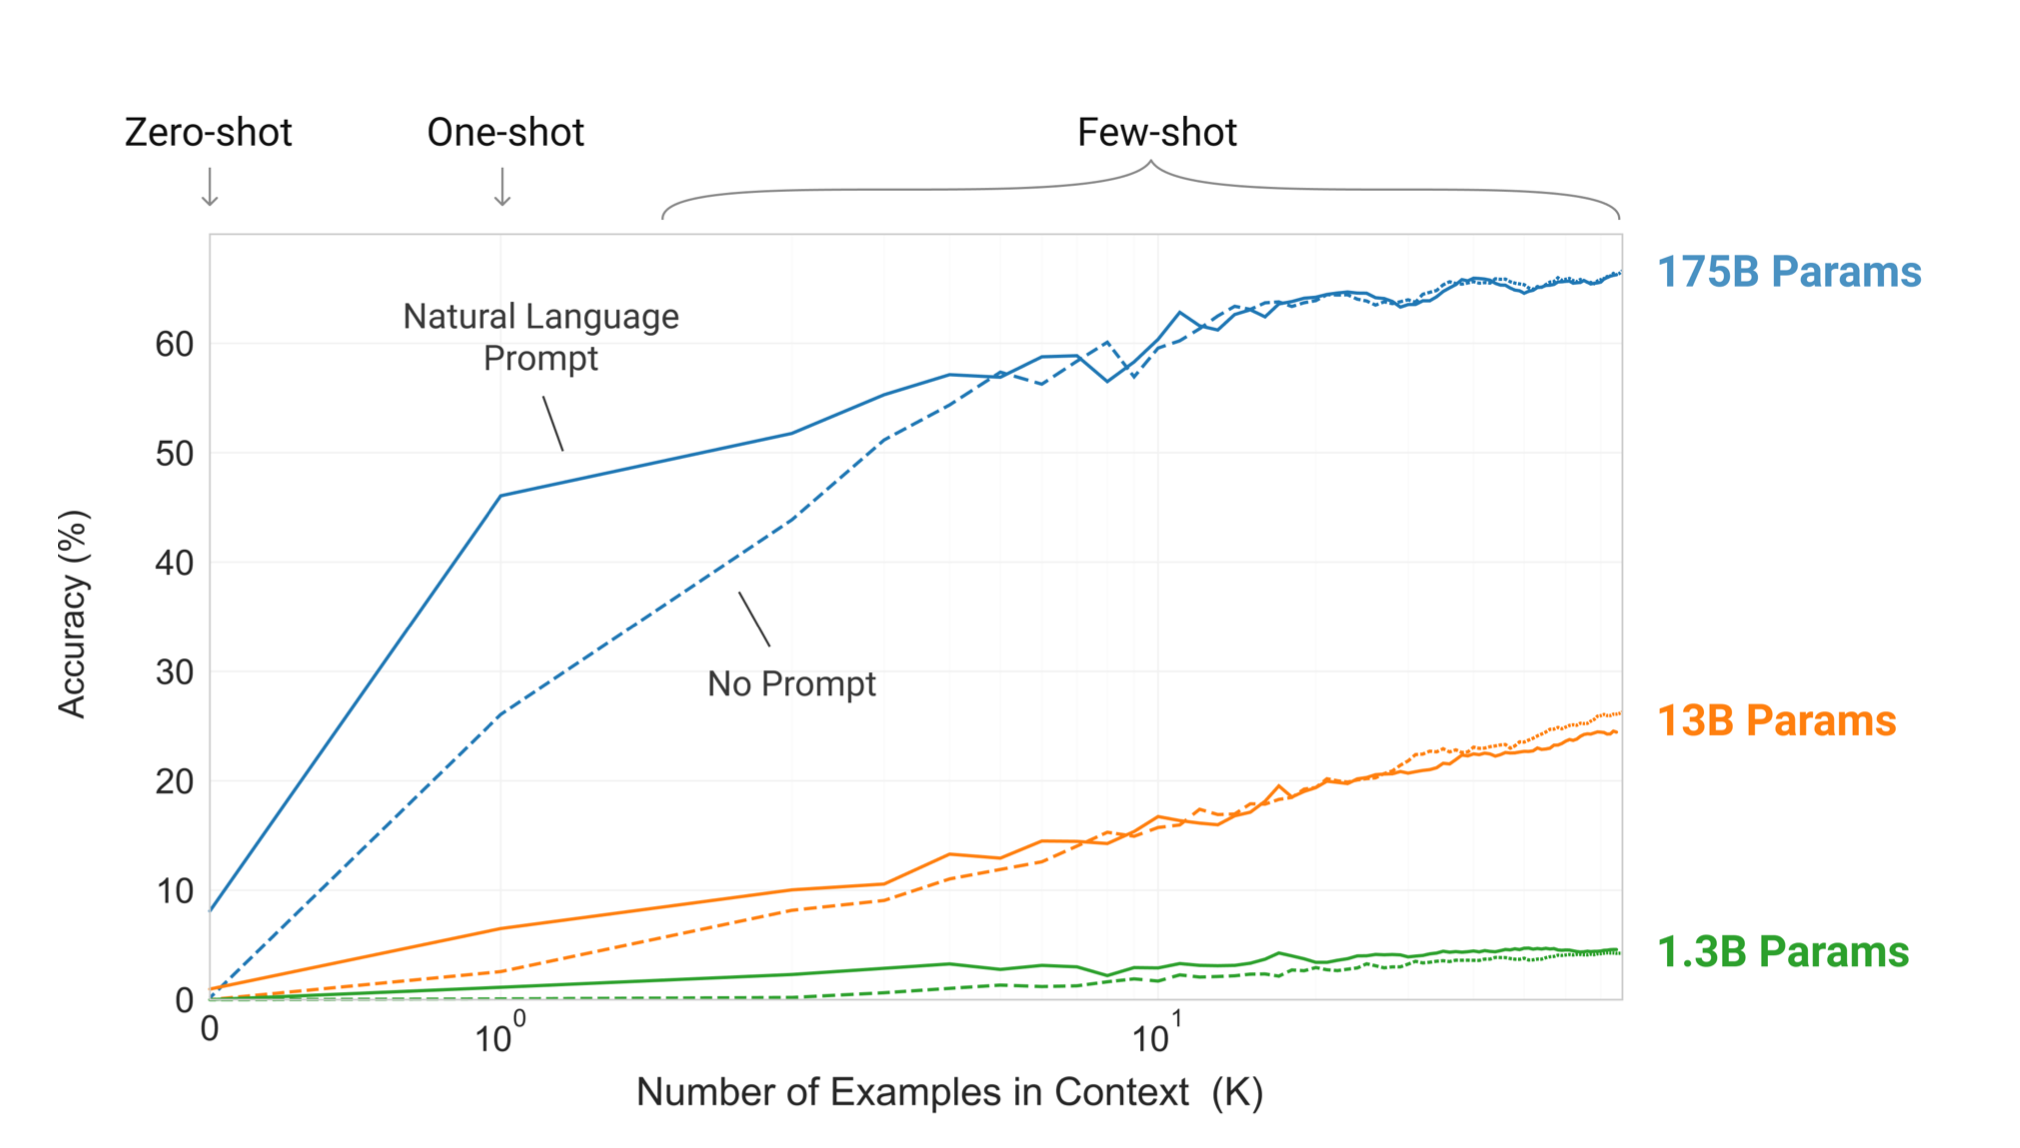 Zero-shot
One-shot
Few-shot
175B Params
Natural Language
Prompt
60
50
40
30
20
10
0
Accuracy (%)
No Prompt
13B Params
1.3B Params
0
10^0
10^1
Number of Examples in Context (K)